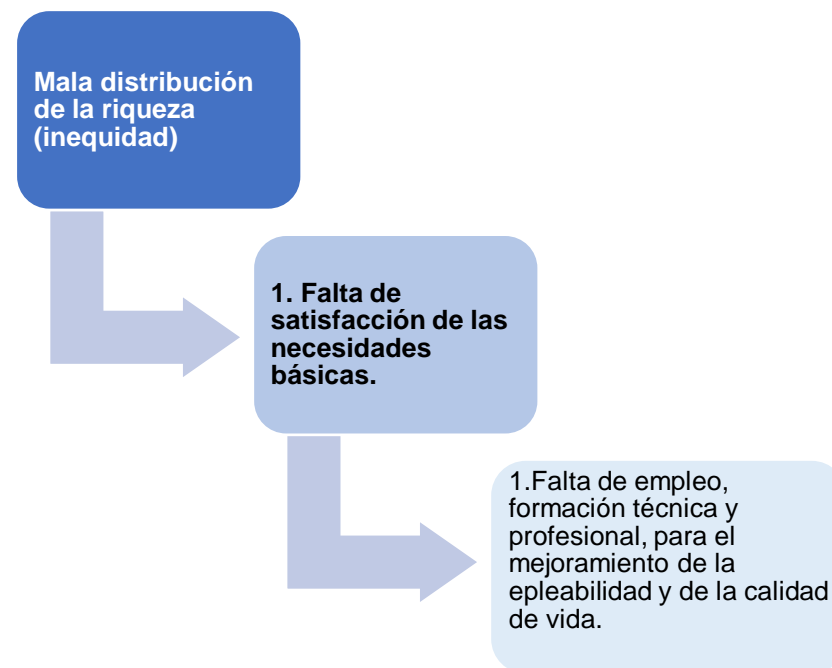 Mala distribución
de la riqueza
(inequidad)
1. Falta de
satisfacción de las
necesidades
básicas.
1.Falta de empleo,
formación técnica y
profesional, para el
mejoramiento de la
epleabilidad y de la calidad
de vida.